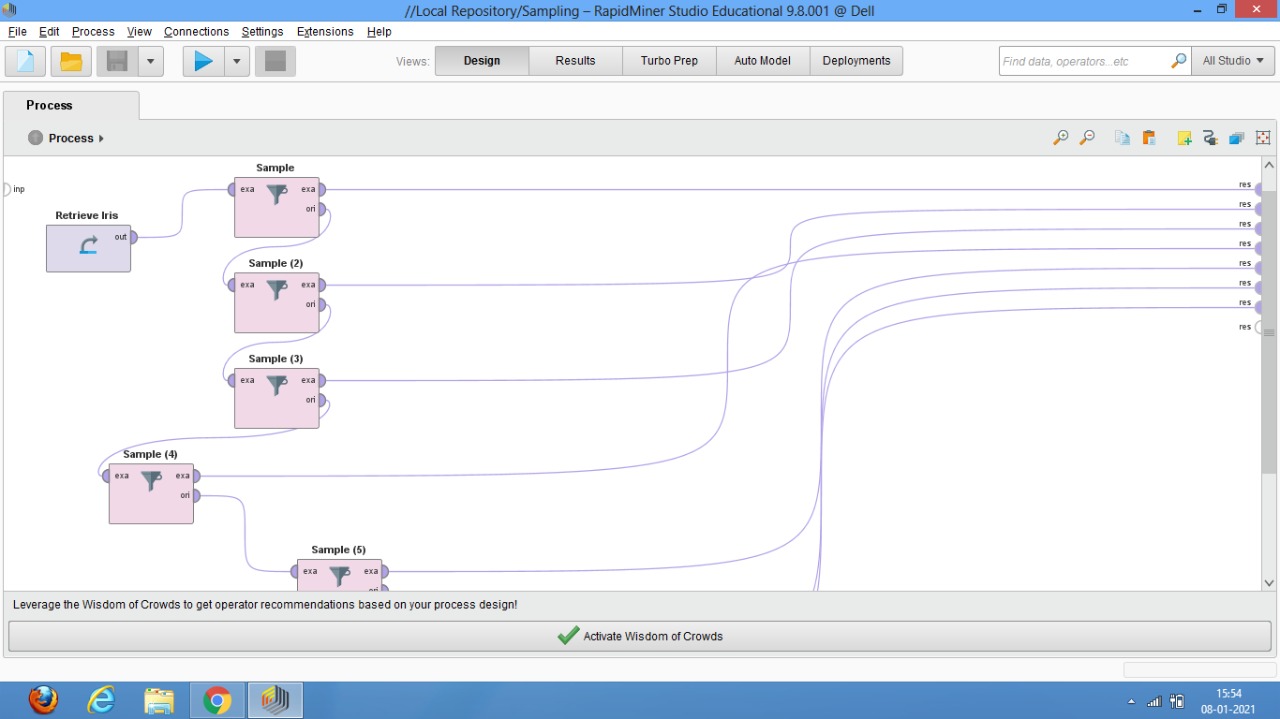 //Local Repository/Sampling – RapidMiner Studio Educational 9.8.001 @ Dell
File Edit Process View Connections Settings Extensions Help
Views: Design Results Turbo Prep Auto Model Deployments Find data, operators...etc All Studio
Process
Process
inp
Retrieve Iris
out
Sample
exa exa
ori
Sample (2)
exa exa
ori
Sample (3)
exa exa
ori
Sample (4)
exa exa
ori
Sample (5)
exa exa
ori
res
res
res
res
res
res
res
res
Leverage the Wisdom of Crowds to get operator recommendations based on your process design!
Activate Wisdom of Crowds
15:54
08-01-2021